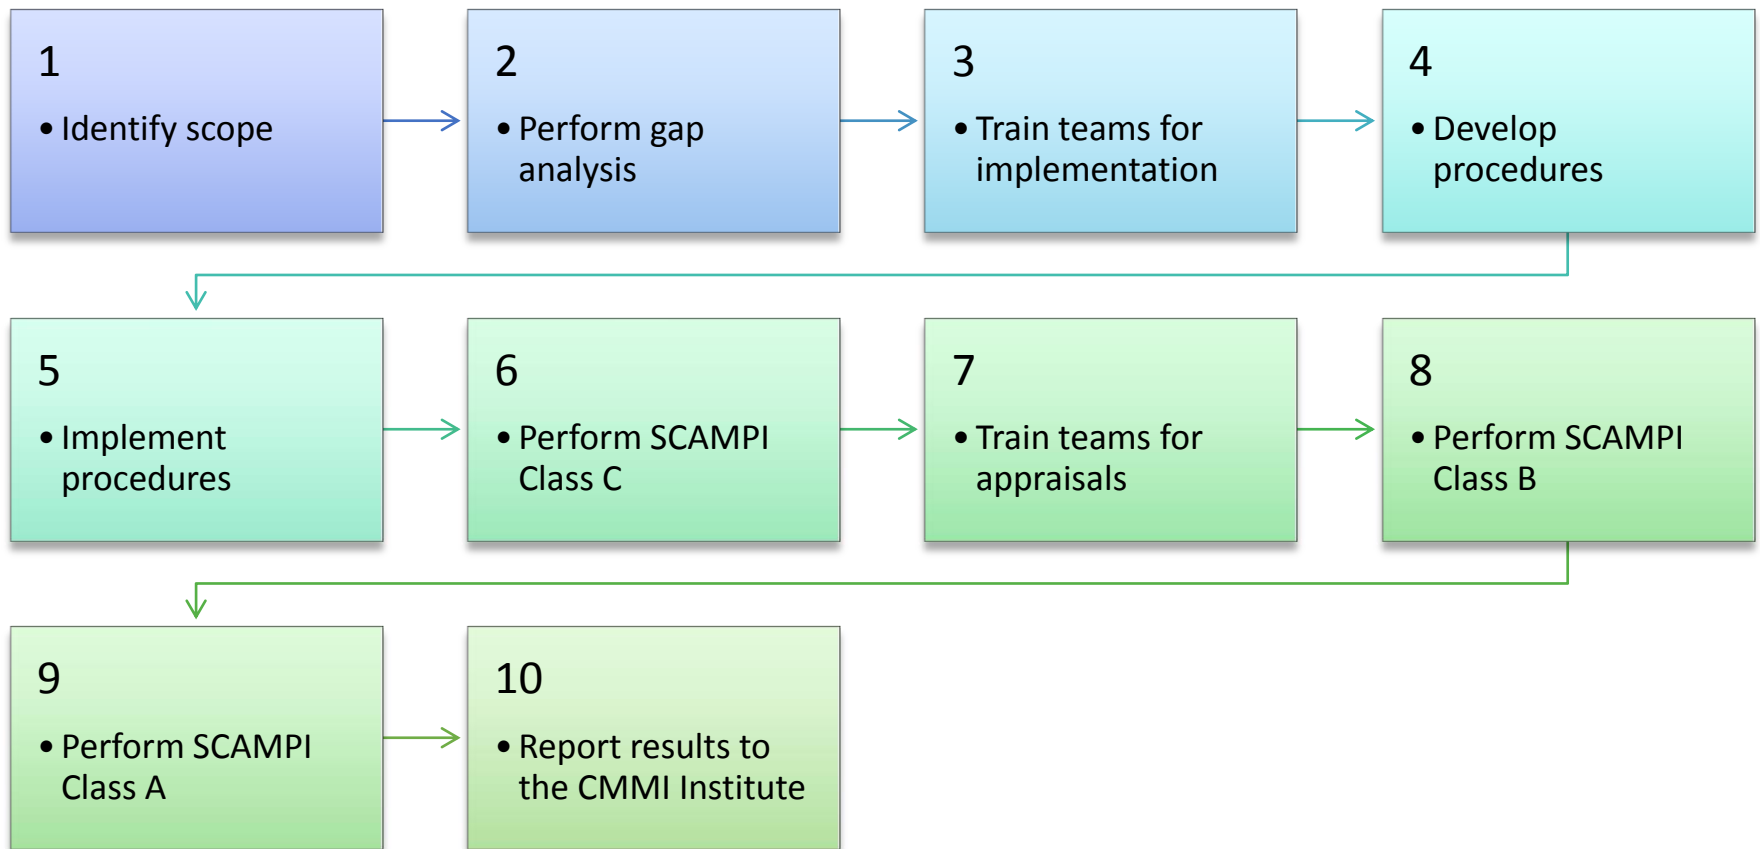 1
• Identify scope
2
• Perform gap
analysis
3
• Train teams for
implementation
4
• Develop
procedures
5
• Implement
procedures
6
• Perform SCAMPI
Class C
7
• Train teams for
appraisals
8
• Perform SCAMPI
Class B
9
• Perform SCAMPI
Class A
10
• Report results to
the CMMI Institute